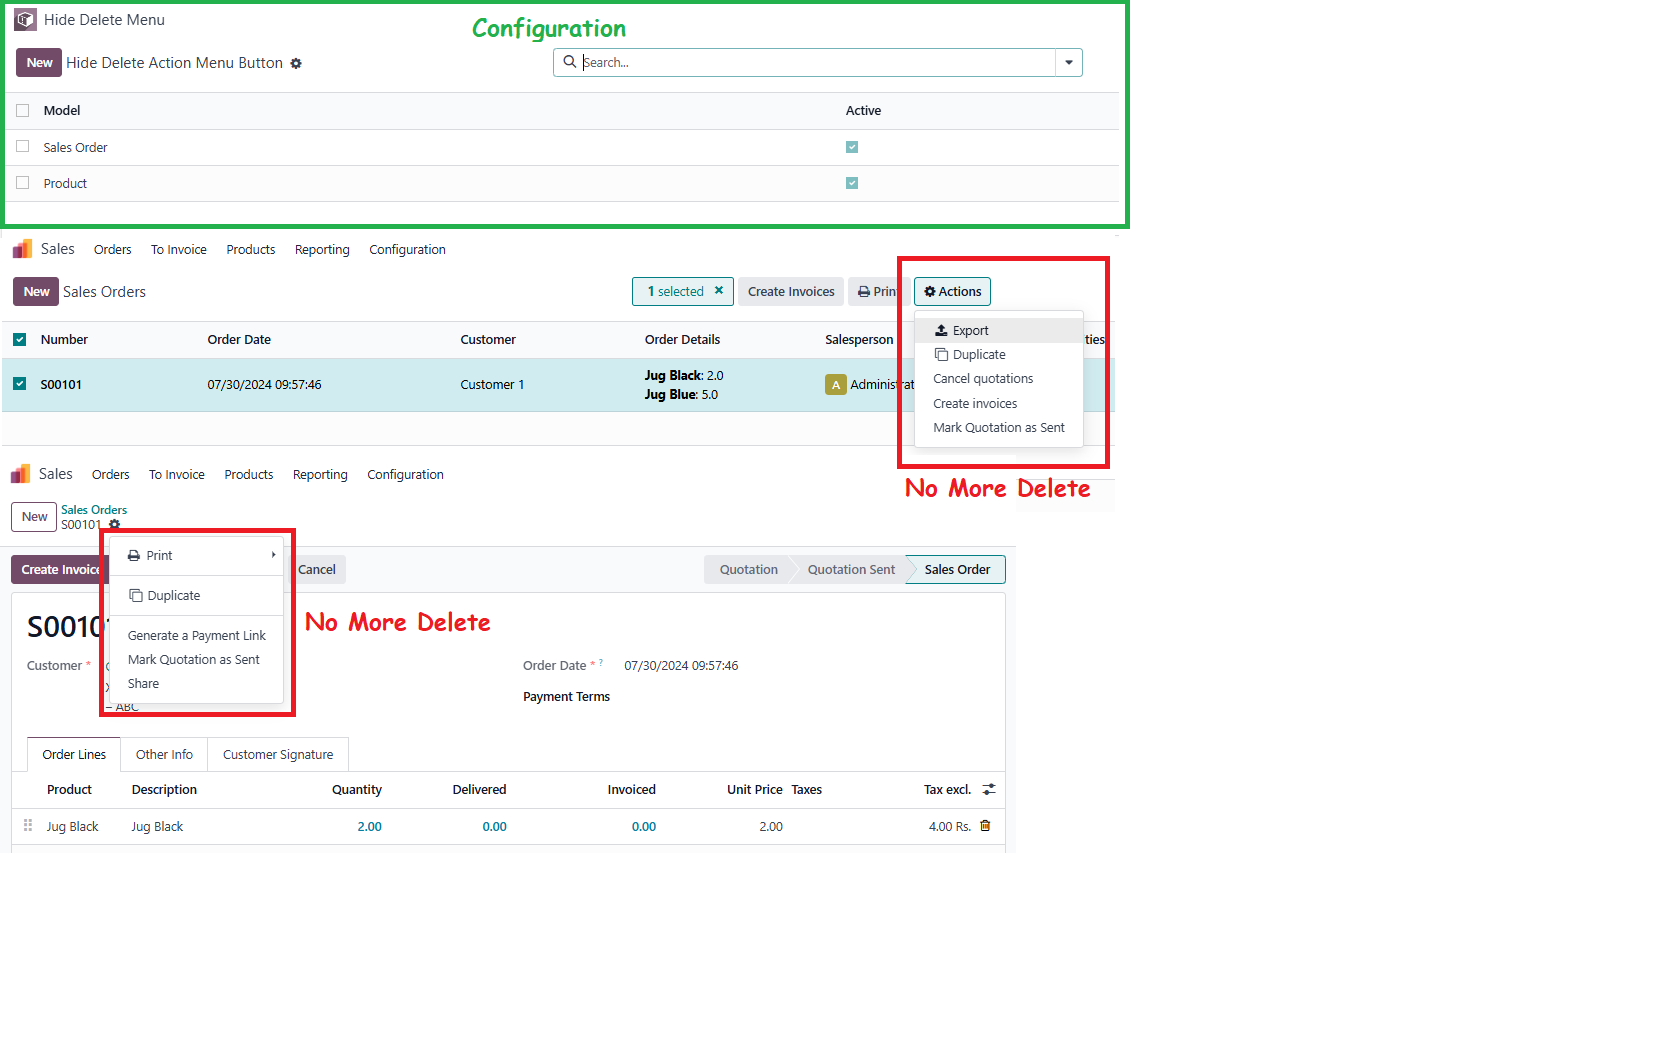 Hide Delete Menu
Configuration
New Hide Delete Action Menu Button Search...
Model Active
Sales Order
Product
Sales Orders To Invoice Products Reporting Configuration
New Sales Orders 1 selected × Create Invoices Print Actions
Number Order Date Customer Order Details Salesperson ties
S00101 07/30/2024 09:57:46 Customer 1 Jug Black: 2.0 A Administrat
Jug Blue: 5.0
Export
Duplicate
Cancel quotations
Create invoices
Mark Quotation as Sent
No More Delete
Sales Orders To Invoice Products Reporting Configuration
New Sales Orders
S00101
Create Invoice Cancel Quotation Quotation Sent Sales Order
Print
Duplicate
Generate a Payment Link
Mark Quotation as Sent
Share
No More Delete
S0010
Customer * Order Date * ? 07/30/2024 09:57:46
Payment Terms
– ABC
Order Lines Other Info Customer Signature
Product Description Quantity Delivered Invoiced Unit Price Taxes Tax excl.
Jug Black Jug Black 2.00 0.00 0.00 2.00 4.00 Rs.